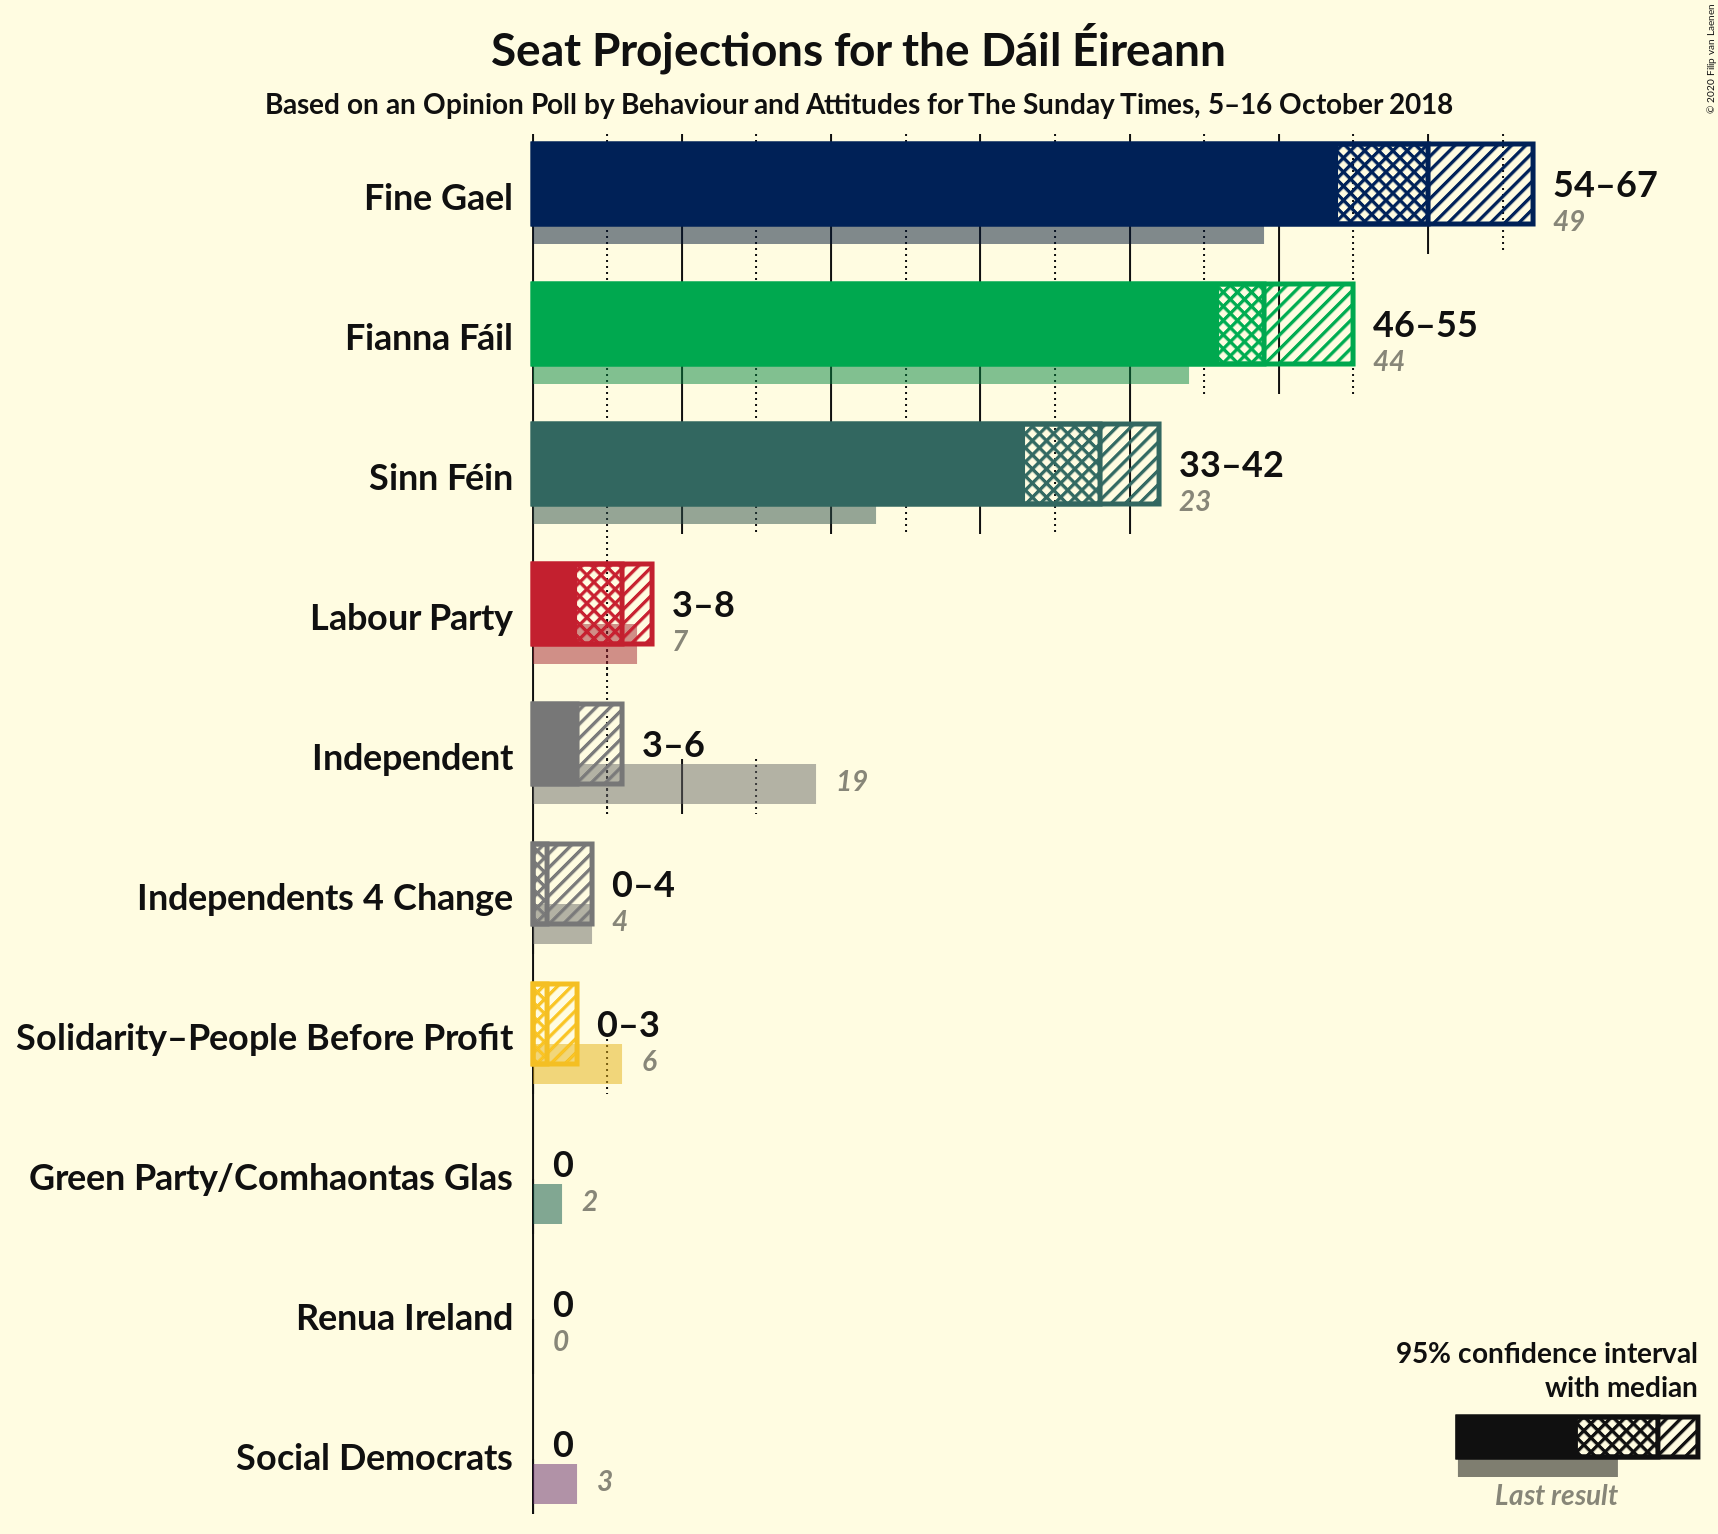 Seat Projections for the Dáil Éireann
Based on an Opinion Poll by Behaviour and Attitudes for The Sunday Times, 5–16 October 2018
© 2020 Filip van Laenen
Fine Gael
54–67
49
Fianna Fáil
46–55
44
Sinn Féin
33–42
23
Labour Party
3–8
7
Independent
3–6
19
Independents 4 Change
0–4
4
Solidarity–People Before Profit
0–3
6
Green Party/Comhaontas Glas
0
2
Renua Ireland
0
0
Social Democrats
0
3
95% confidence interval
with median
Last result